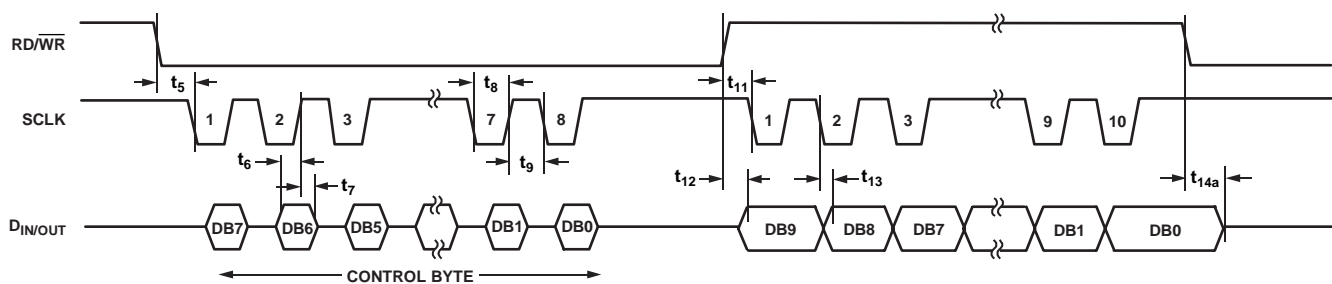 RD/WR
t5
t8
t11
SCLK
1 2 3 7 8 1 2 3 9 10
t6
t7
t9
t12
t13
t14a
DIN/OUT
DB7 DB6 DB5 DB1 DB0 DB9 DB8 DB7 DB1 DB0
CONTROL BYTE